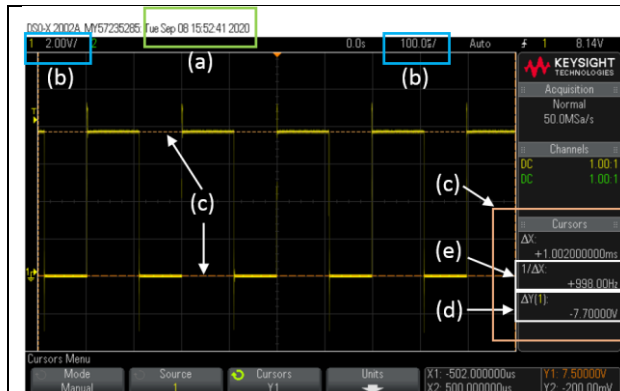 DSO-X 2002A, MY57235285: Tue Sep 08 15:52:41 2020
1 2.00V/ 2 0.0s 100.0s/ Auto 1 8.14V
(b) (a) (b)
KEYSIGHT
TECHNOLOGIES
Acquisition
Normal
50.0MSa/s
Channels
DC 1.00:1
DC 1.00:1
(c)
(c)
Cursors
ΔX:
+1.002000000ms
(e)
1/ΔX:
+998.00Hz
(d)
ΔY(1):
-7.70000V
Cursors Menu
Mode Source Cursors Units X1: -502.000000us Y1: 7.50000V
Manual 1 Y1 X2: 500.000000us Y2: -200.00mV